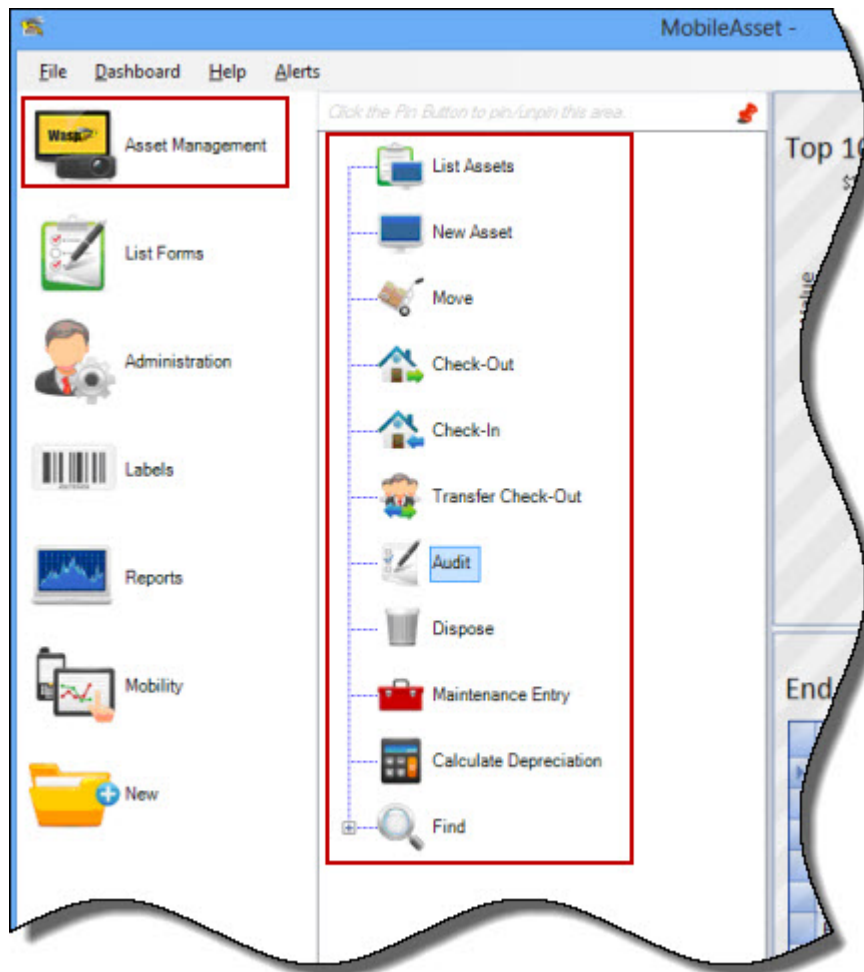 MobileAsset -
File Dashboard Help Alerts
Click the Pin Button to pin/unpin this area.
Wasp
Asset Management
List Forms
Administration
Labels
Reports
Mobility
New
List Assets
New Asset
Move
Check-Out
Check-In
Transfer Check-Out
Audit
Dispose
Maintenance Entry
Calculate Depreciation
Find
Top 10
Value
End